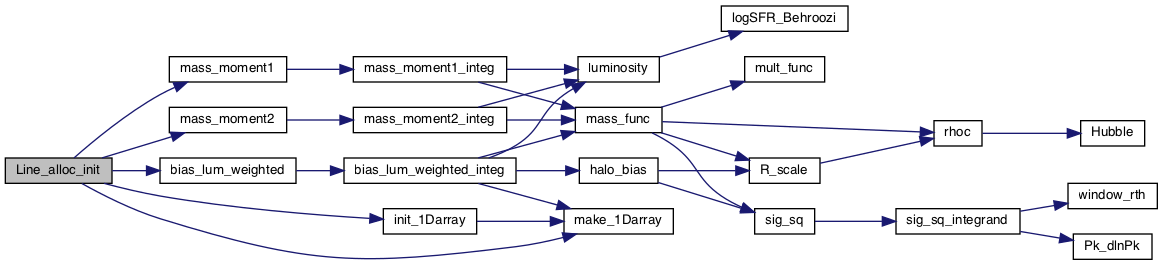 logSFR_Behroozi
mass_moment1
mass_moment1_integ
luminosity
mult_func
mass_moment2
mass_moment2_integ
mass_func
rhoc
Hubble
Line_alloc_init
bias_lum_weighted
bias_lum_weighted_integ
halo_bias
R_scale
window_rth
init_1Darray
make_1Darray
sig_sq
sig_sq_integrand
Pk_dlnPk